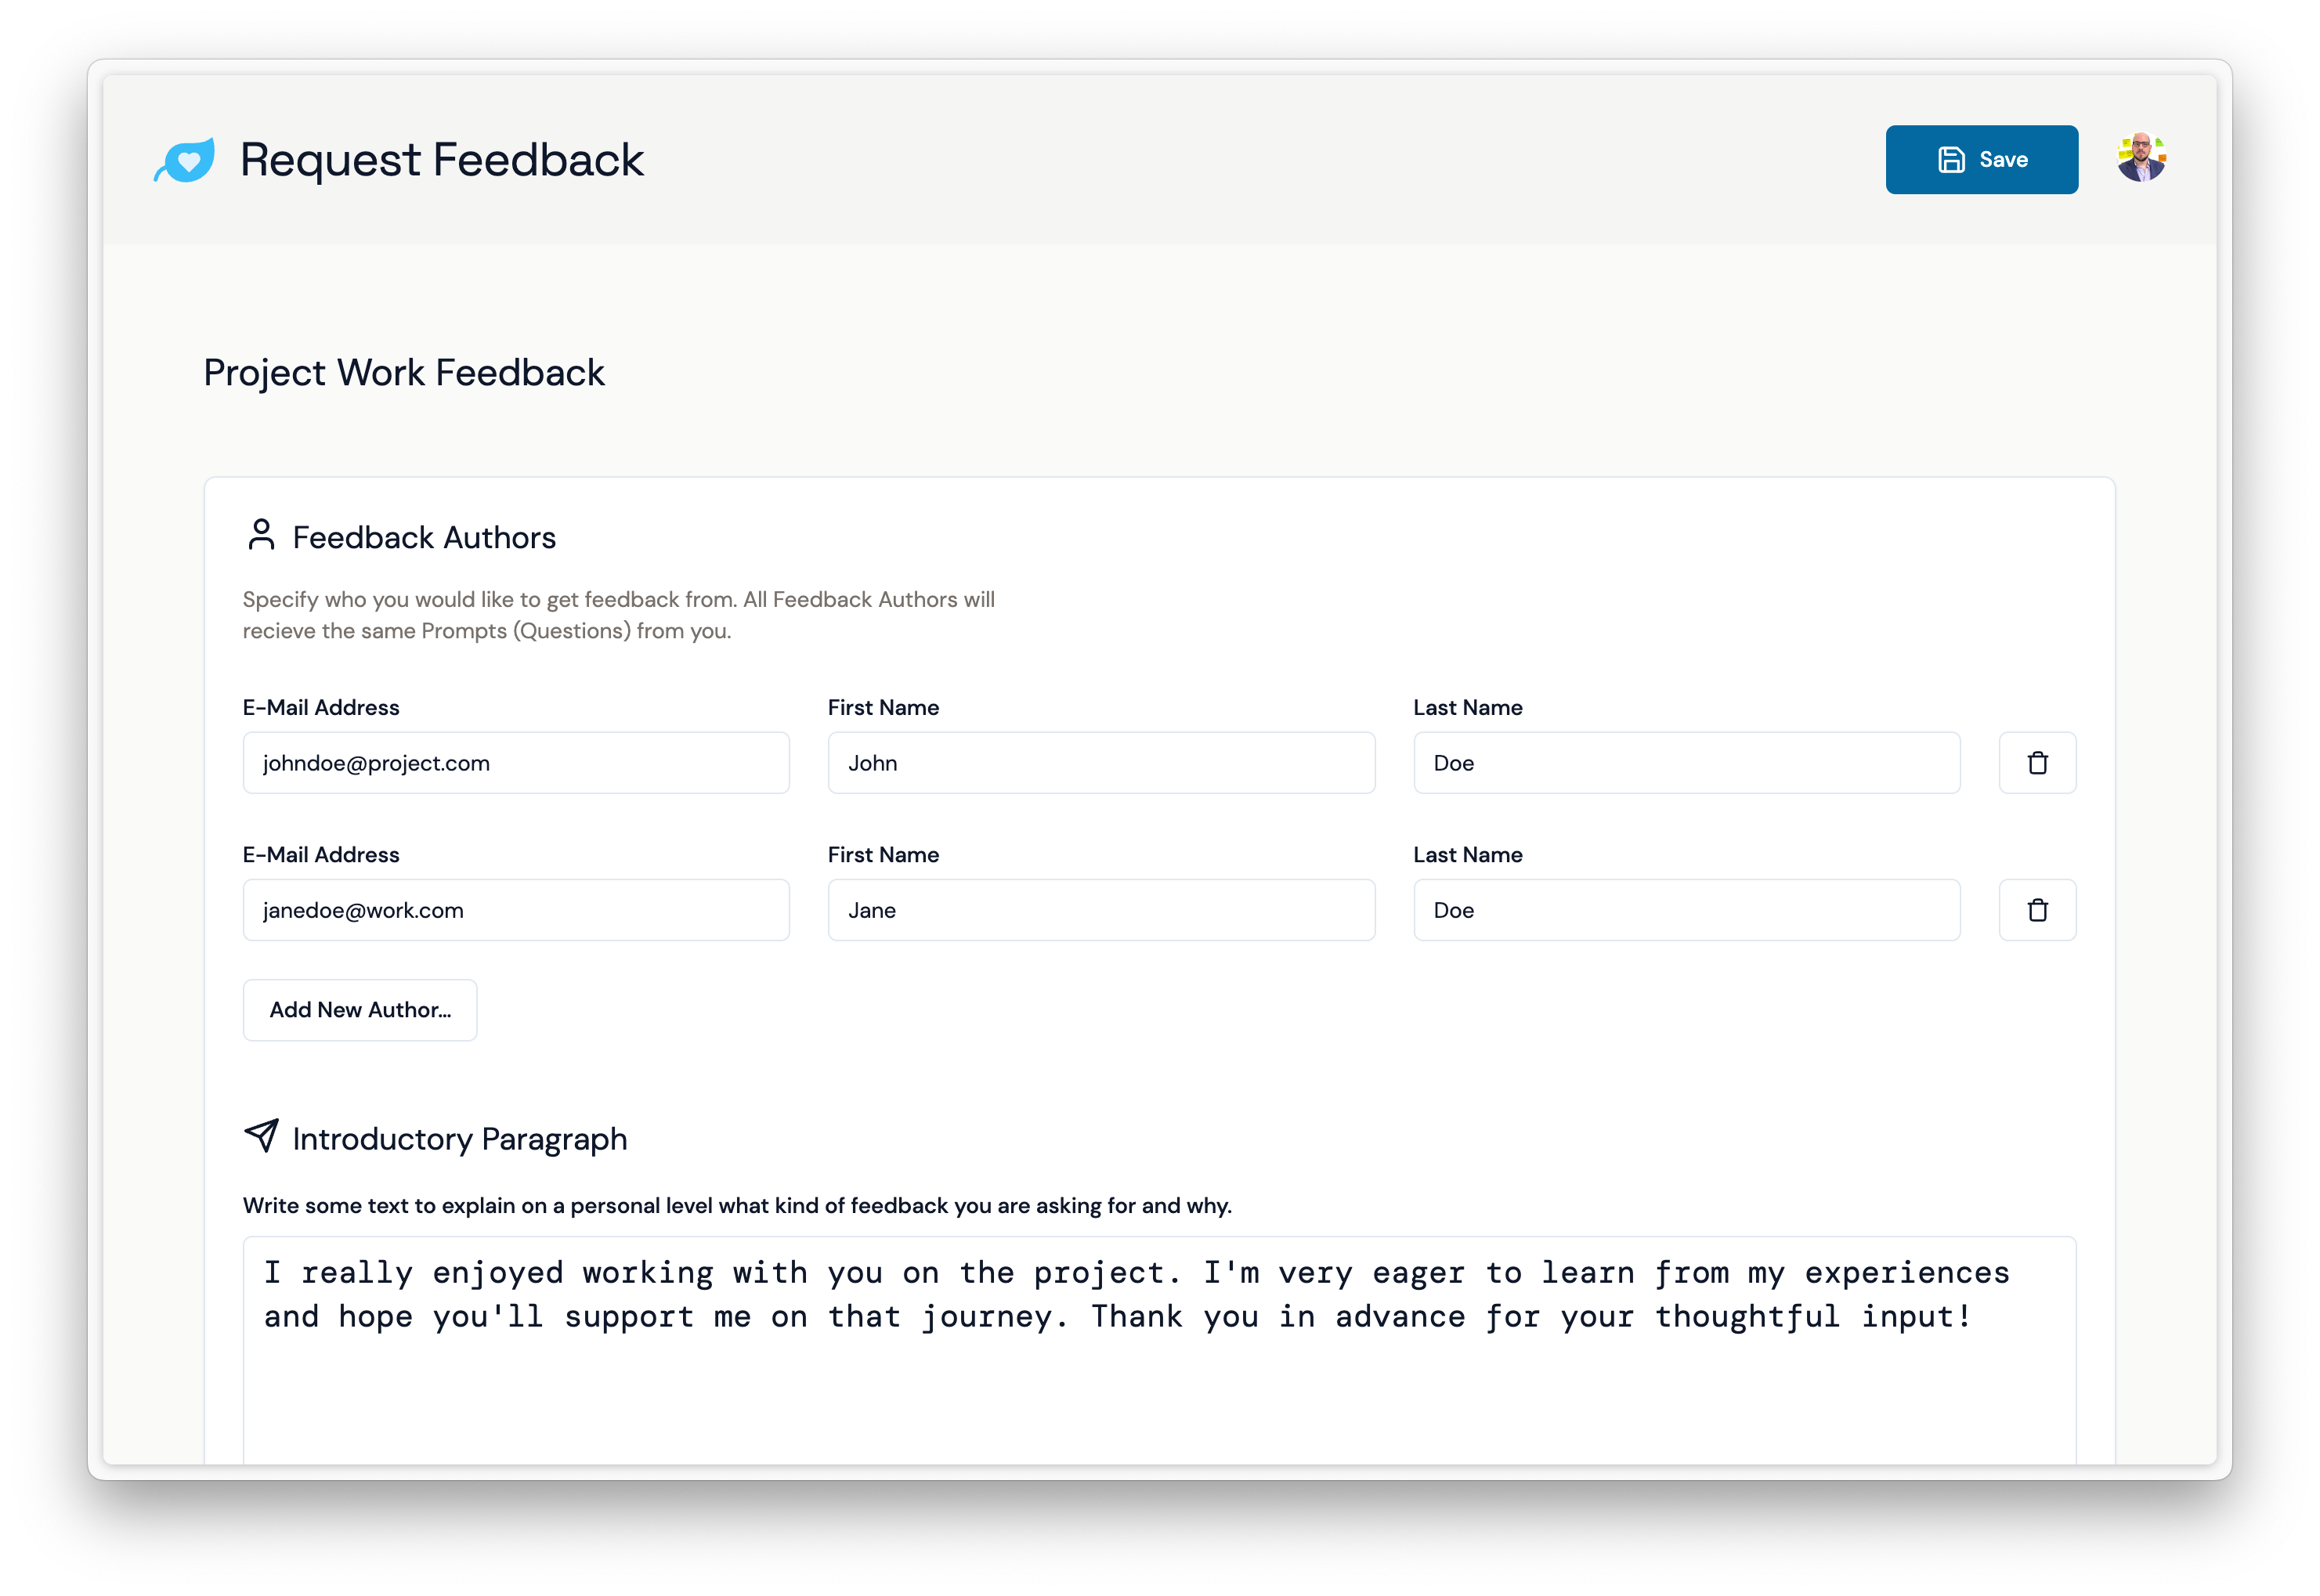 Request Feedback
Save
Project Work Feedback
Feedback Authors
Specify who you would like to get feedback from. All Feedback Authors will
recieve the same Prompts (Questions) from you.
E-Mail Address First Name Last Name
johndoe@project.com John Doe
E-Mail Address First Name Last Name
janedoe@work.com Jane Doe
Add New Author...
Introductory Paragraph
Write some text to explain on a personal level what kind of feedback you are asking for and why.
I really enjoyed working with you on the project. I'm very eager to learn from my experiences
and hope you'll support me on that journey. Thank you in advance for your thoughtful input!